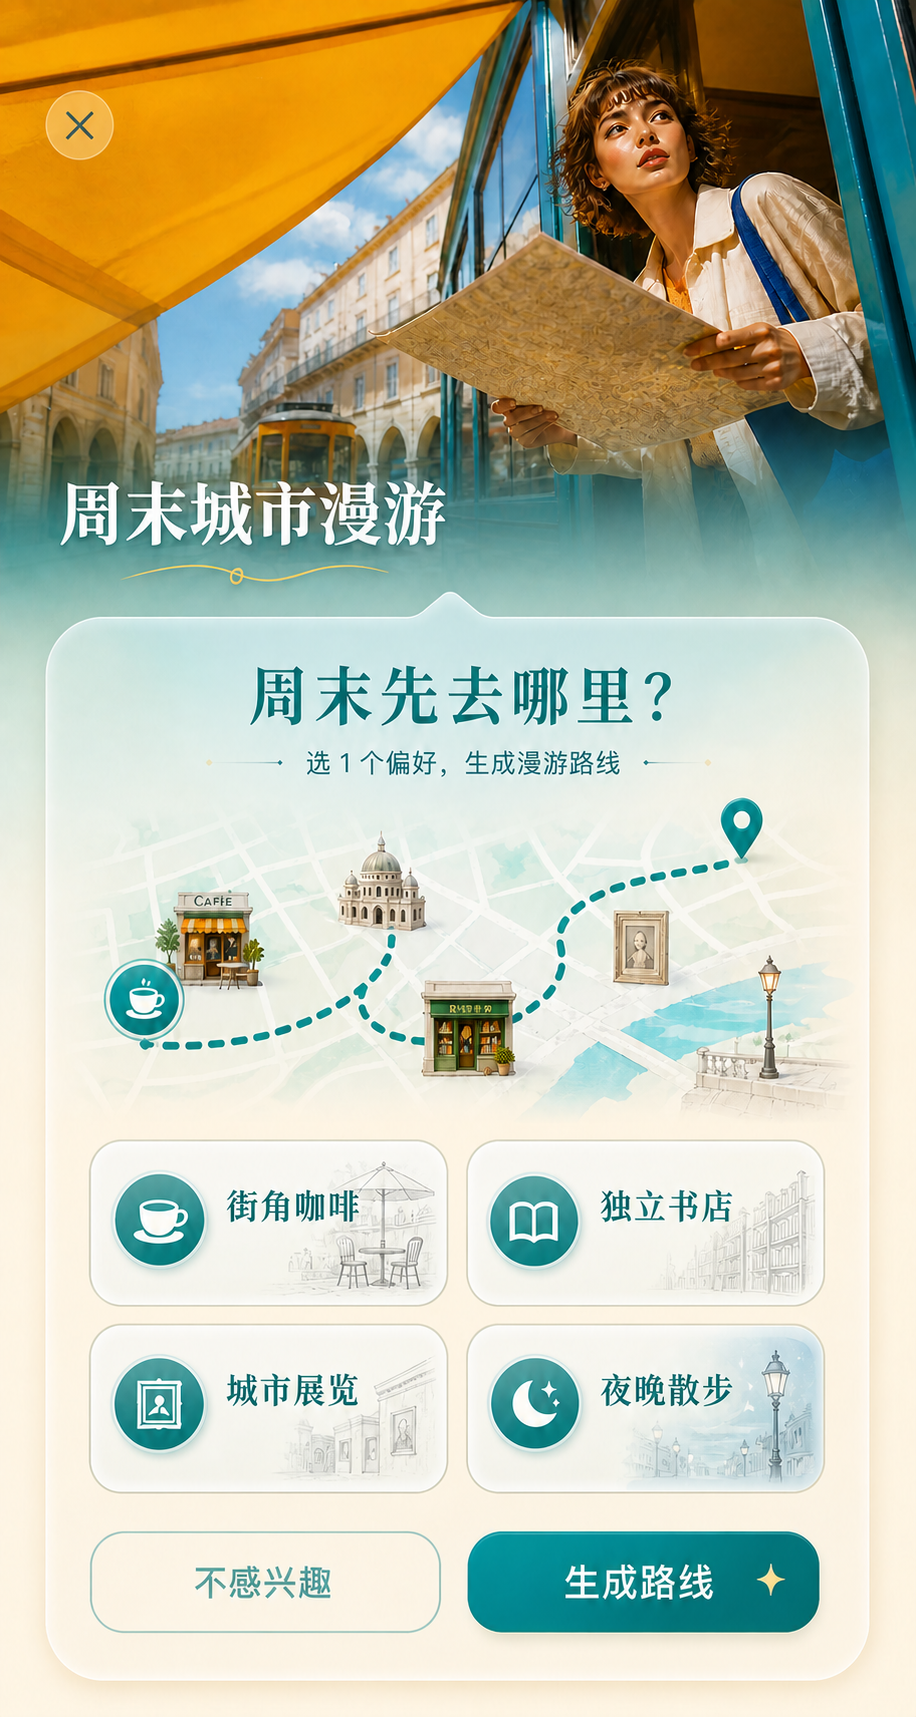 周末城市漫游
周末先去哪里?
选 1 个偏好，生成漫游路线
CAFIE
街角咖啡
独立书店
城市展览
夜晚散步
不感兴趣
生成路线